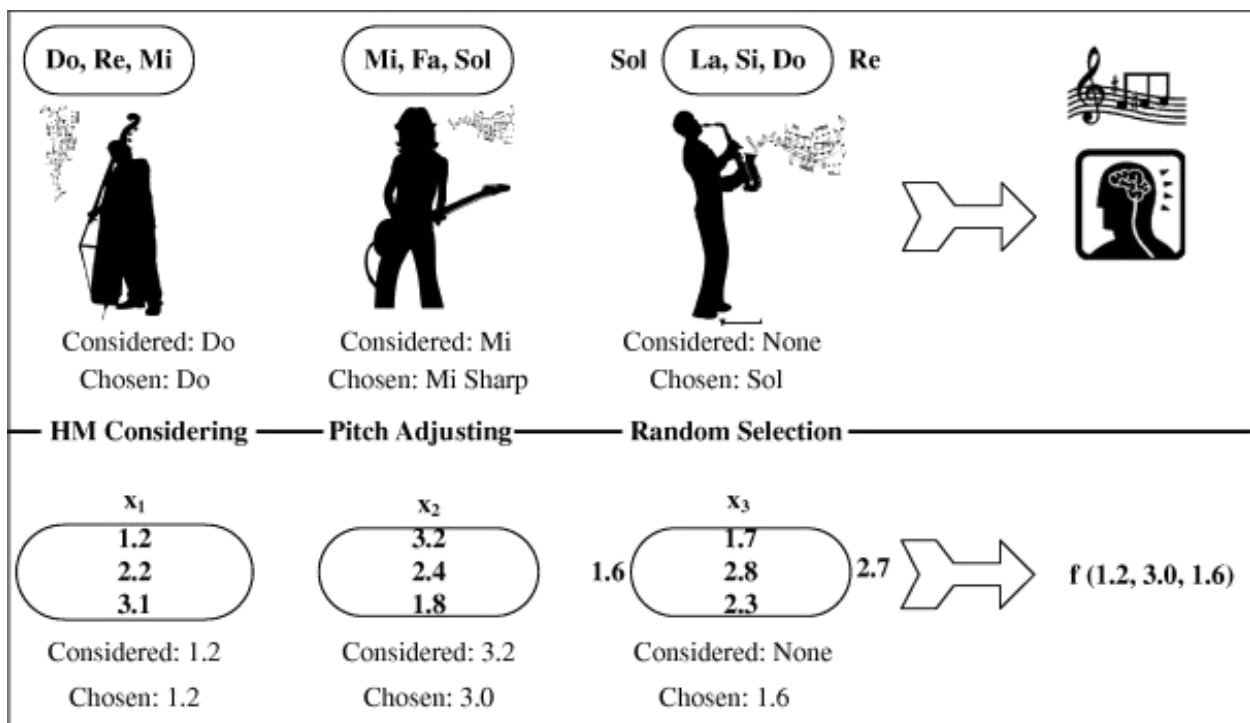 Do, Re, Mi
Mi, Fa, Sol
Sol La, Si, Do Re
Considered: Do
Chosen: Do
Considered: Mi
Chosen: Mi Sharp
Considered: None
Chosen: Sol
HM Considering
Pitch Adjusting
Random Selection
x1
1.2
2.2
3.1
Considered: 1.2
Chosen: 1.2
x2
3.2
2.4
1.8
Considered: 3.2
Chosen: 3.0
x3
1.7
1.6 2.8 2.7
2.3
Considered: None
Chosen: 1.6
f (1.2, 3.0, 1.6)